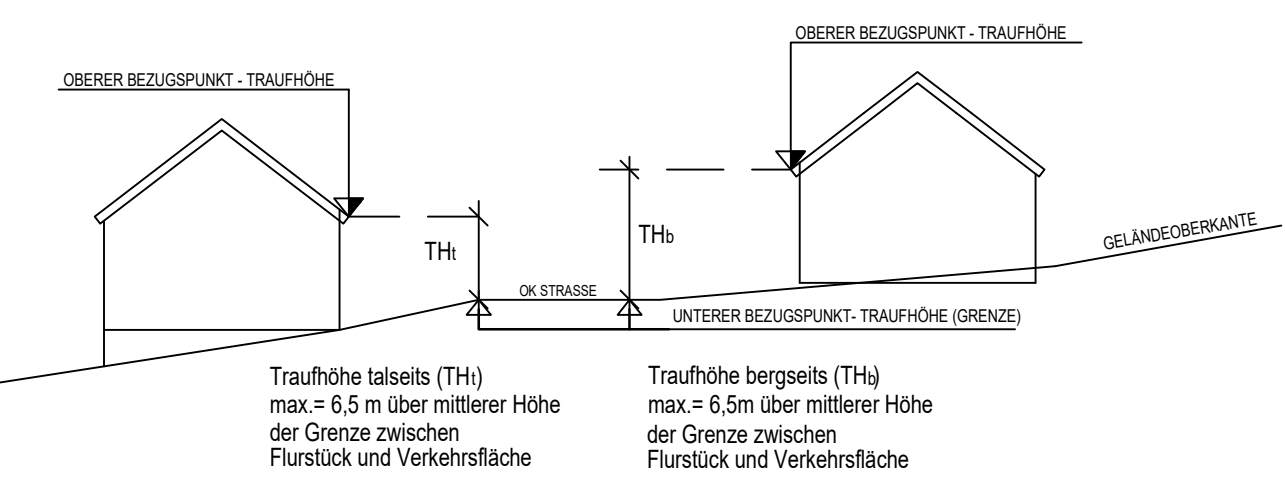 OBERER BEZUGSPUNKT - TRAUFHÖHE
OBERER BEZUGSPUNKT - TRAUFHÖHE
THt
THb
GELÄNDEOBERKANTE
OK STRASSE
UNTERER BEZUGSPUNKT- TRAUFHÖHE (GRENZE)
Traufhöhe talseits (THt)
max.= 6,5 m über mittlerer Höhe
der Grenze zwischen
Flurstück und Verkehrsfläche
Traufhöhe bergseits (THb)
max.= 6,5m über mittlerer Höhe
der Grenze zwischen
Flurstück und Verkehrsfläche